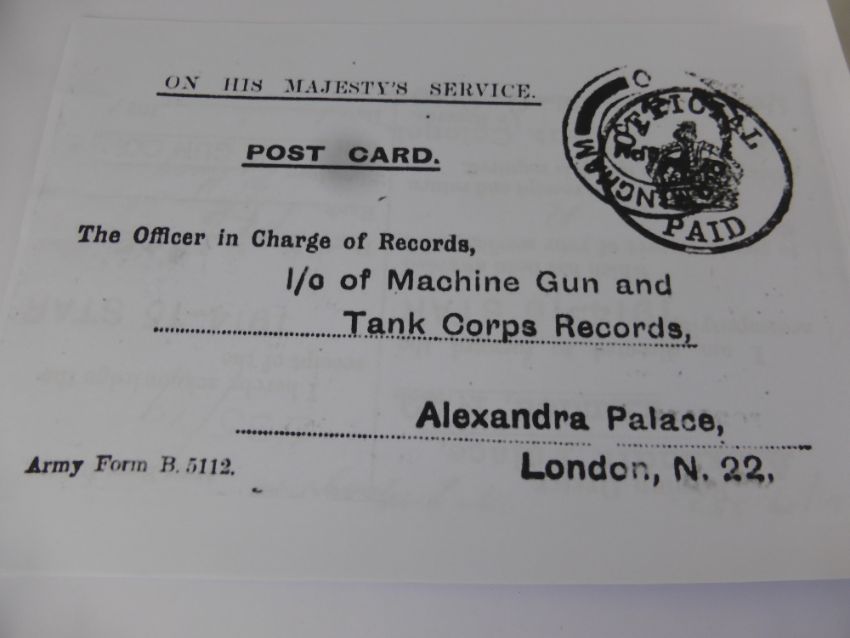 ON HIS MAJESTY'S SERVICE.
POST CARD.
OFFICIAL
PAID
The Officer in Charge of Records,
I/o of Machine Gun and
Tank Corps Records,
Alexandra Palace,
London, N. 22.
Army Form B. 5112.